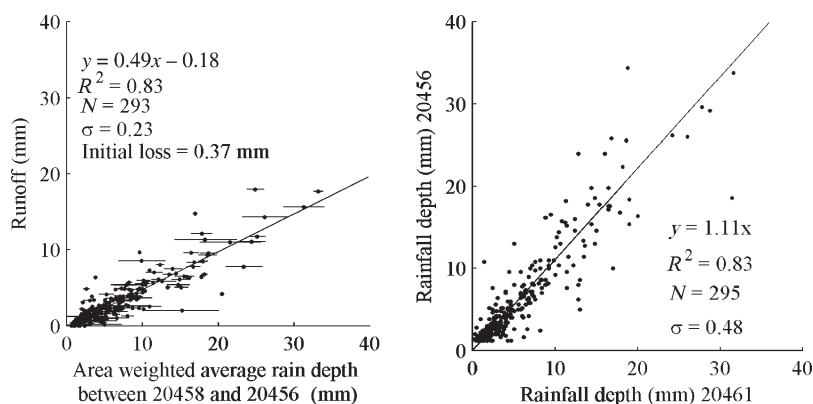 40
30
20
10
0
Runoff (mm)
y = 0.49x – 0.18
R² = 0.83
N = 293
σ = 0.23
Initial loss = 0.37 mm
0 10 20 30 40
Area weighted average rain depth
between 20458 and 20456 (mm)
40
30
20
10
0
Rainfall depth (mm) 20456
y = 1.11x
R² = 0.83
N = 295
σ = 0.48
0 10 20 30 40
Rainfall depth (mm) 20461